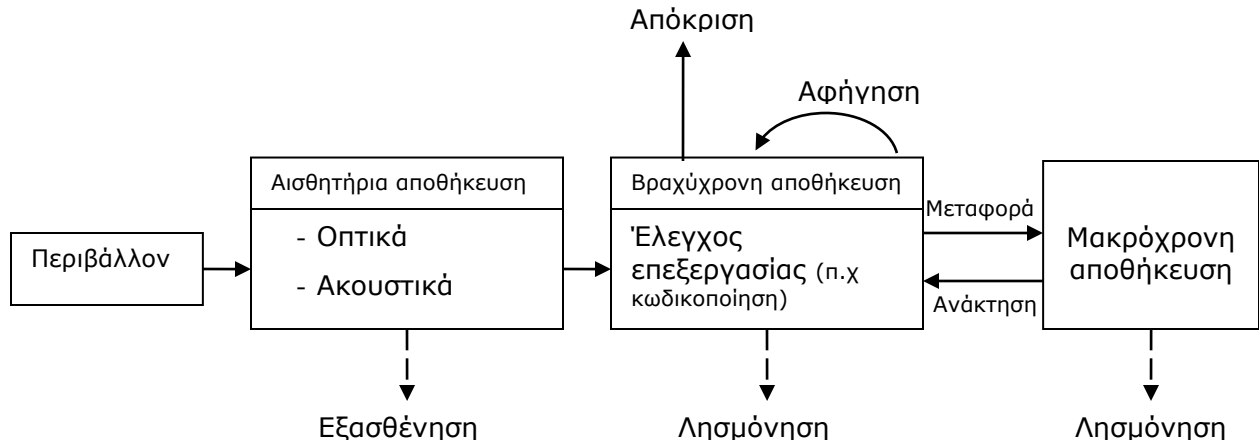 Απόκριση
Αφήγηση
Αισθητήρια αποθήκευση
- Οπτικά
- Ακουστικά
Βραχύχρονη αποθήκευση
Έλεγχος
επεξεργασίας (π.χ
κωδικοποίηση)
Περιβάλλον
Μεταφορά
Ανάκτηση
Μακρόχρονη
αποθήκευση
Εξασθένηση
Λησμόνηση
Λησμόνηση